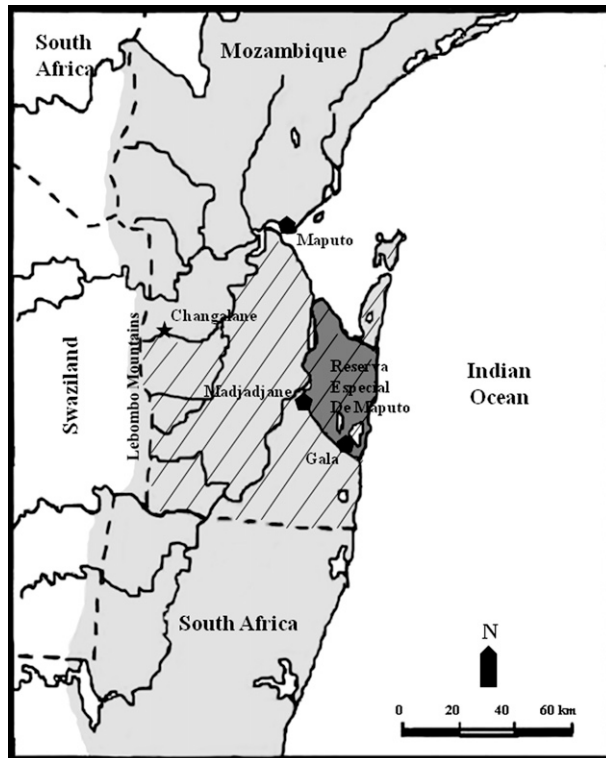 South
Africa
Mozambique
Maputo
Changalane
Swaziland
Lebombo Mountains
Madjadjane
Reserva
Especial
De Maputo
Indian
Ocean
Gala
South Africa
N
0 20 40 60 km